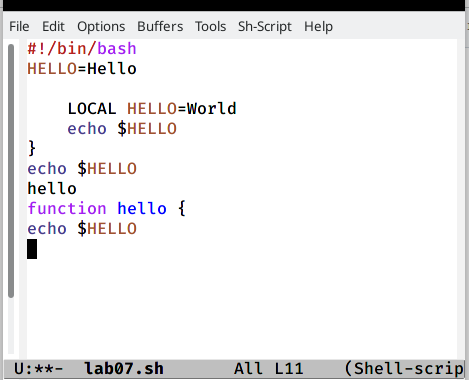 File Edit Options Buffers Tools Sh-Script Help
#!/bin/bash
HELLO=Hello

    LOCAL HELLO=World
    echo $HELLO
}
echo $HELLO
hello
function hello {
echo $HELLO
U:**-  lab07.sh       All L11    (Shell-scrip